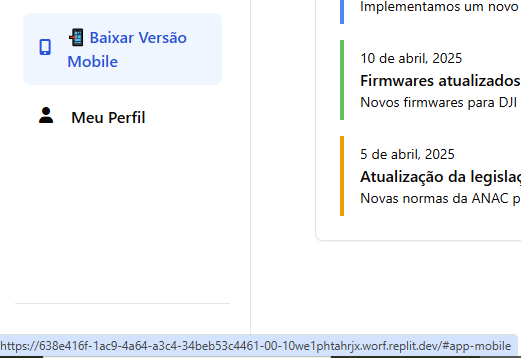 📲 Baixar Versão
Mobile
Meu Perfil
Implementamos um novo
10 de abril, 2025
Firmwares atualizados
Novos firmwares para DJI
5 de abril, 2025
Atualização da legislaç
Novas normas da ANAC p
https://638e416f-1ac9-4a64-a3c4-34beb53c4461-00-10we1phtahrjx.worf.replit.dev/#app-mobile